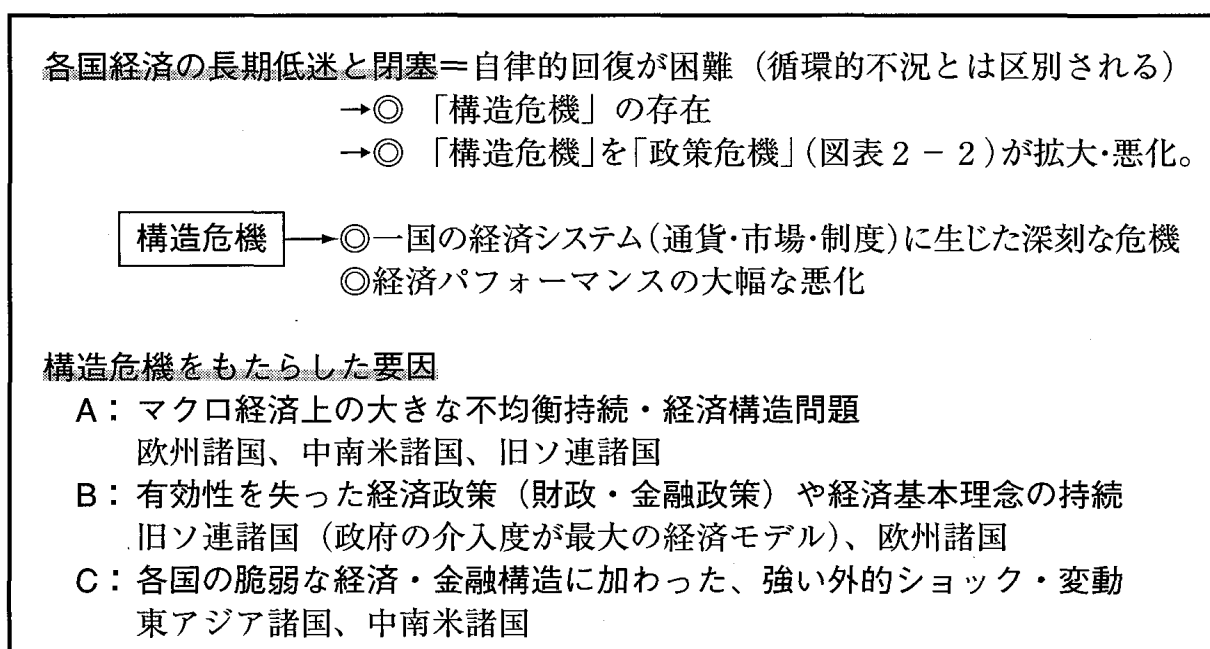 各国経済の長期低迷と閉塞＝自律的回復が困難（循環的不況とは区別される）
→◎ 「構造危機」の存在
→◎ 「構造危機」を「政策危機」（図表２－２）が拡大・悪化。
構造危機→◎一国の経済システム（通貨・市場・制度）に生じた深刻な危機
◎経済パフォーマンスの大幅な悪化
構造危機をもたらした要因
A：マクロ経済上の大きな不均衡持続・経済構造問題
欧州諸国、中南米諸国、旧ソ連諸国
B：有効性を失った経済政策（財政・金融政策）や経済基本理念の持続
旧ソ連諸国（政府の介入度が最大の経済モデル）、欧州諸国
C：各国の脆弱な経済・金融構造に加わった、強い外的ショック・変動
東アジア諸国、中南米諸国